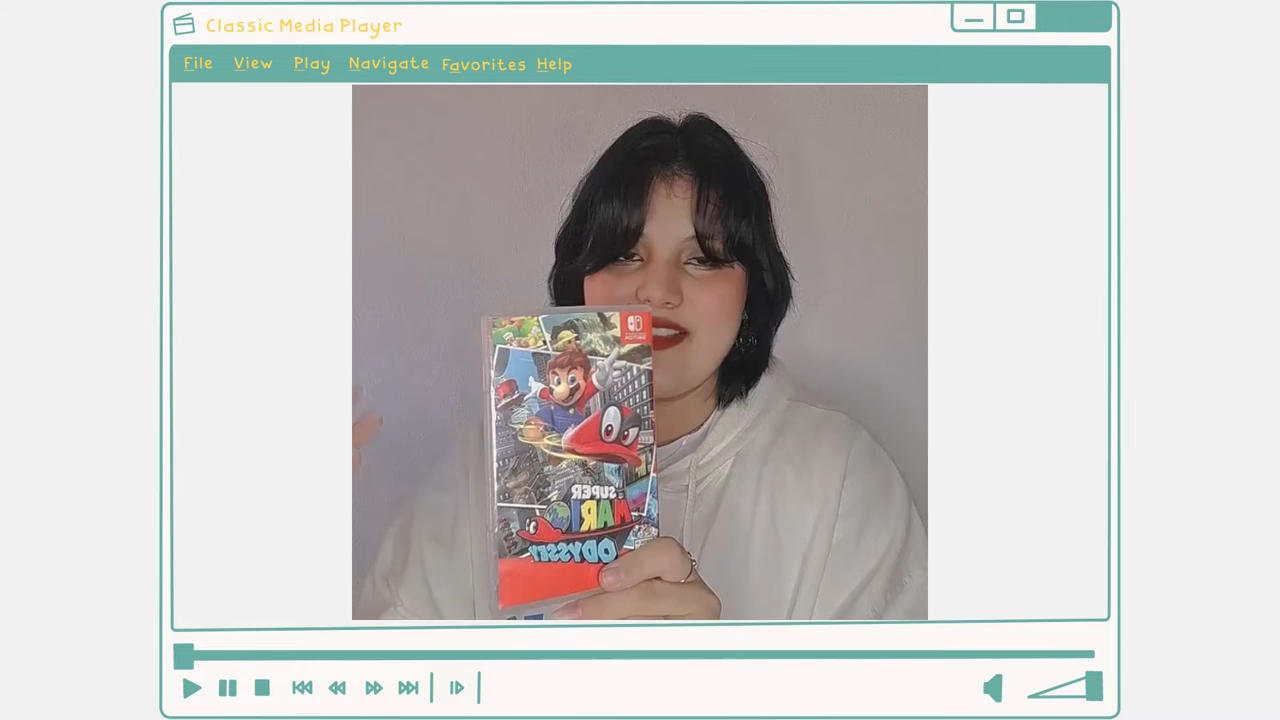 Classic Media Player
File View Play Navigate Favorites Help
SUPER
MARIO
ODYSSEY